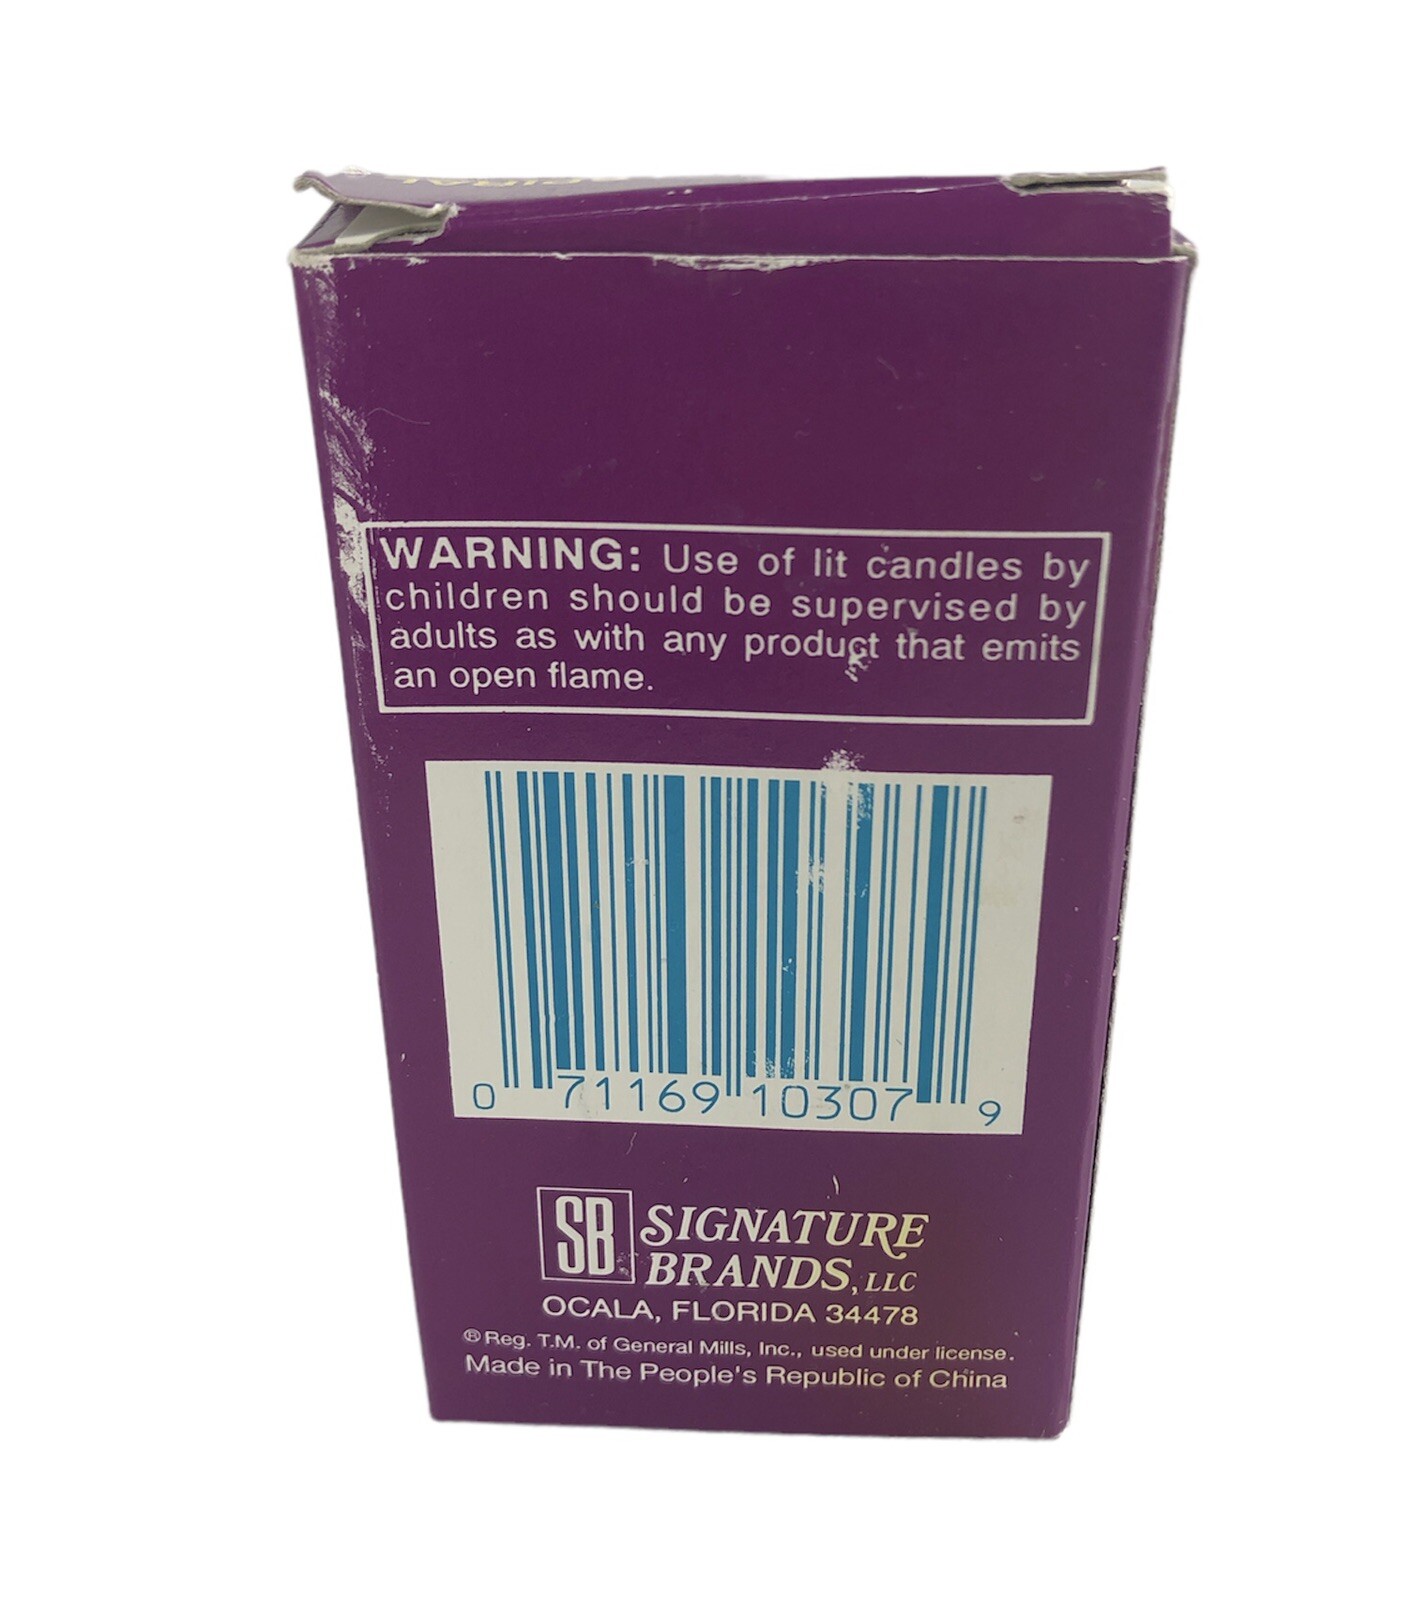 WARNING: Use of lit candles by
children should be supervised by
adults as with any product that emits
an open flame.
0 71169 10307 9
SB SIGNATURE
BRANDS, LLC
OCALA, FLORIDA 34478
® Reg. T.M. of General Mills, Inc., used under license.
Made in The People's Republic of China